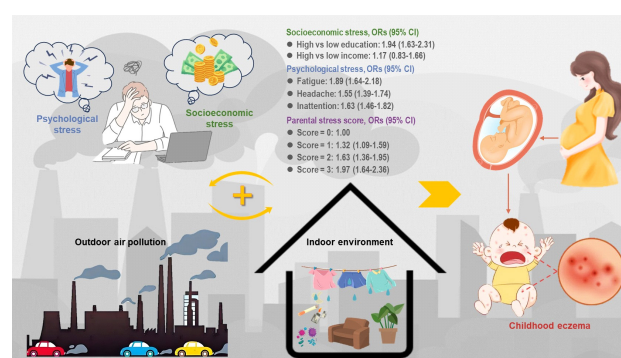 Socioeconomic stress, ORs (95% CI)
● High vs low education: 1.94 (1.63-2.31)
● High vs low income: 1.17 (0.83-1.66)
Psychological stress, ORs (95% CI)
● Fatigue: 1.89 (1.64-2.18)
● Headache: 1.55 (1.39-1.74)
● Inattention: 1.63 (1.46-1.82)
Parental stress score, ORs (95% CI)
● Score = 0: 1.00
● Score = 1: 1.32 (1.09-1.59)
● Score = 2: 1.63 (1.36-1.95)
● Score = 3: 1.97 (1.64-2.36)
Psychological
stress
Socioeconomic
stress
Outdoor air pollution
Indoor environment
Childhood eczema